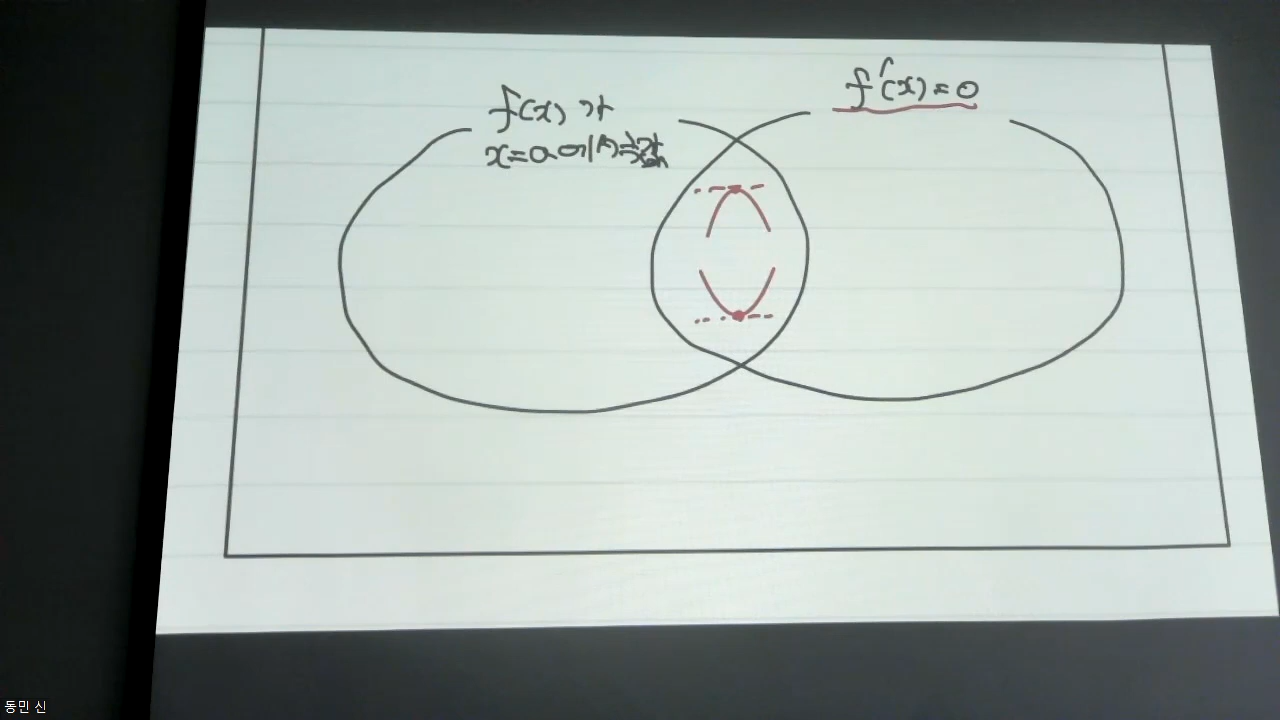 f(x)가
x=a에서 극값
f'(x)=0
동민 신